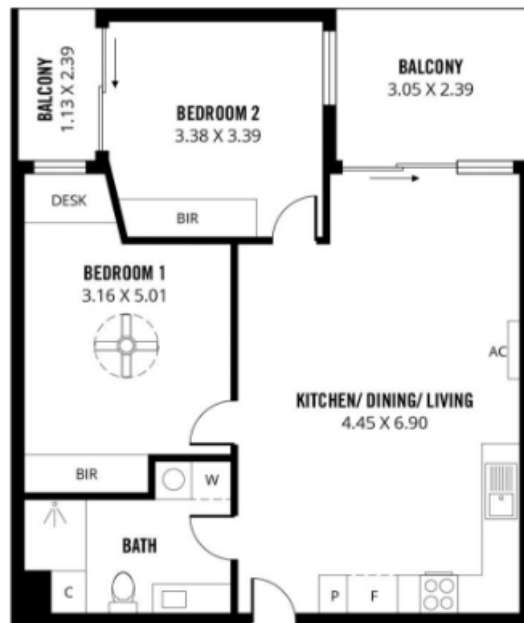 BALCONY
1.13 X 2.39
BEDROOM 2
3.38 X 3.39
BALCONY
3.05 X 2.39
DESK
BIR
BEDROOM 1
3.16 X 5.01
AC
KITCHEN/ DINING/ LIVING
4.45 X 6.90
BIR
W
BATH
C
P
F